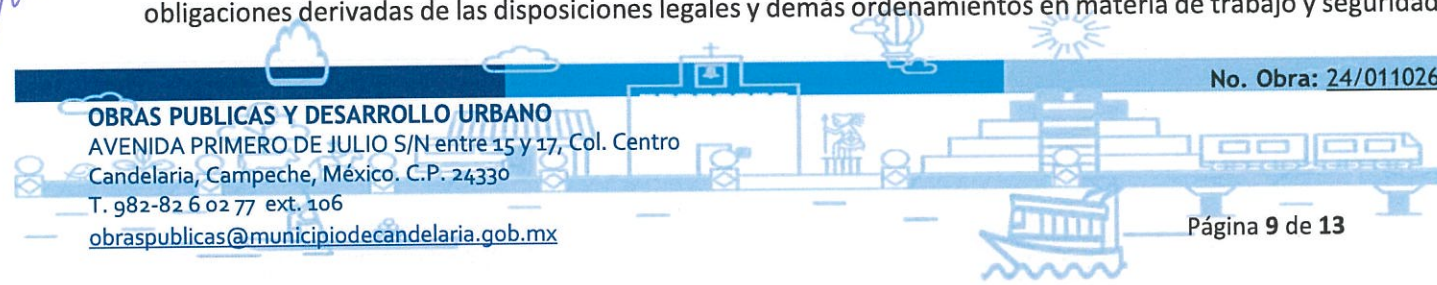 obligaciones derivadas de las disposiciones legales y demás ordenamientos en materia de trabajo y seguridad
No. Obra: 24/011026
OBRAS PUBLICAS Y DESARROLLO URBANO
AVENIDA PRIMERO DE JULIO S/N entre 15 y 17, Col. Centro
Candelaria, Campeche, México. C.P. 24330
T. 982-82 6 02 77 ext. 106
obraspublicas@municipiodecandelaria.gob.mx
Página 9 de 13